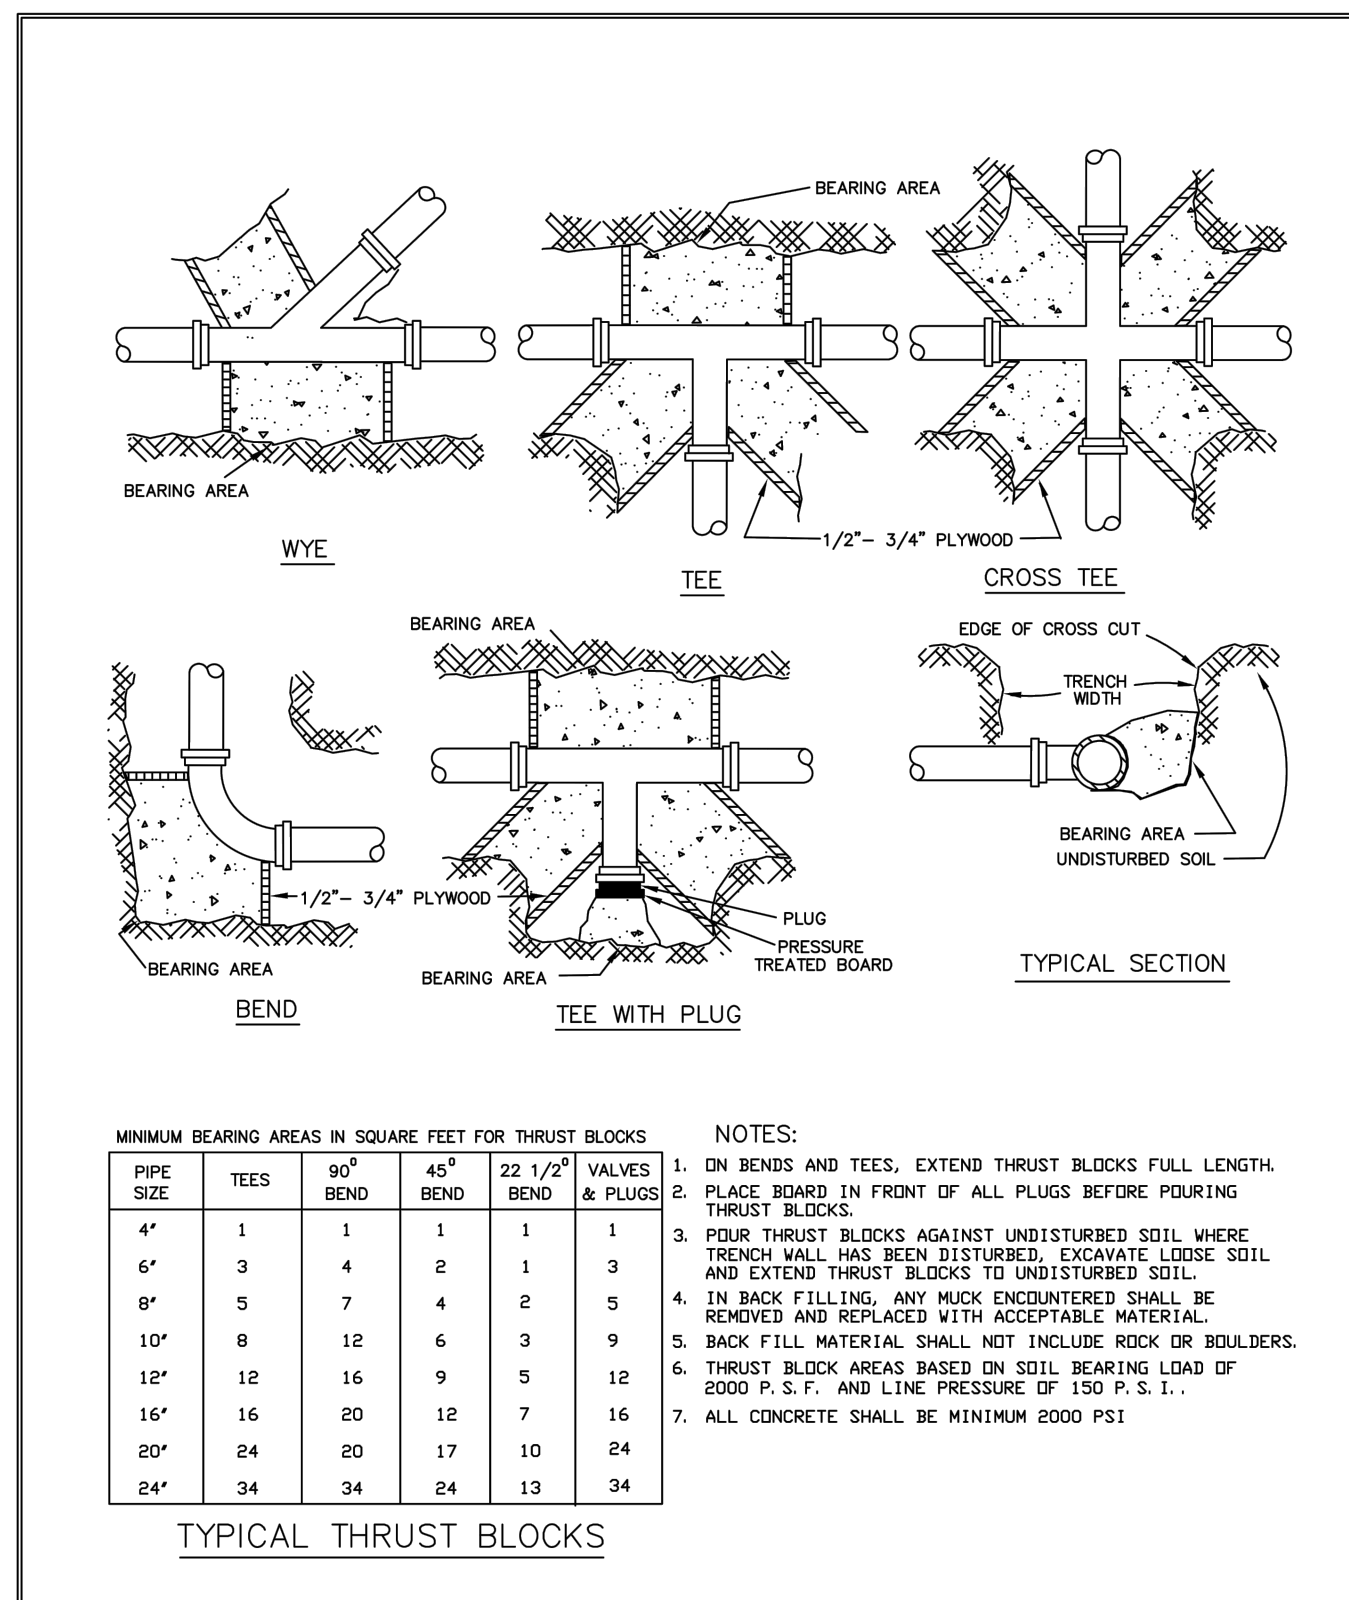 BEARING AREA
BEARING AREA
1/2"- 3/4" PLYWOOD
WYE
TEE
CROSS TEE
BEARING AREA
EDGE OF CROSS CUT
TRENCH
WIDTH
BEARING AREA
UNDISTURBED SOIL
1/2"- 3/4" PLYWOOD
PLUG
PRESSURE
TREATED BOARD
BEARING AREA
BEARING AREA
BEND
TEE WITH PLUG
TYPICAL SECTION
MINIMUM BEARING AREAS IN SQUARE FEET FOR THRUST BLOCKS
PIPE SIZE TEES 90° BEND 45° BEND 22 1/2° BEND VALVES & PLUGS
4" 1 1 1 1 1
6" 3 4 2 1 3
8" 5 7 4 2 5
10" 8 12 6 3 9
12" 12 16 9 5 12
16" 16 20 12 7 16
20" 24 20 17 10 24
24" 34 34 24 13 34
TYPICAL THRUST BLOCKS
NOTES:
1. ON BENDS AND TEES, EXTEND THRUST BLOCKS FULL LENGTH.
2. PLACE BOARD IN FRONT OF ALL PLUGS BEFORE POURING
THRUST BLOCKS.
3. POUR THRUST BLOCKS AGAINST UNDISTURBED SOIL WHERE
TRENCH WALL HAS BEEN DISTURBED, EXCAVATE LOOSE SOIL
AND EXTEND THRUST BLOCKS TO UNDISTURBED SOIL.
4. IN BACK FILLING, ANY MUCK ENCOUNTERED SHALL BE
REMOVED AND REPLACED WITH ACCEPTABLE MATERIAL.
5. BACK FILL MATERIAL SHALL NOT INCLUDE ROCK OR BOULDERS.
6. THRUST BLOCK AREAS BASED ON SOIL BEARING LOAD OF
2000 P.S.F. AND LINE PRESSURE OF 150 P.S.I..
7. ALL CONCRETE SHALL BE MINIMUM 2000 PSI